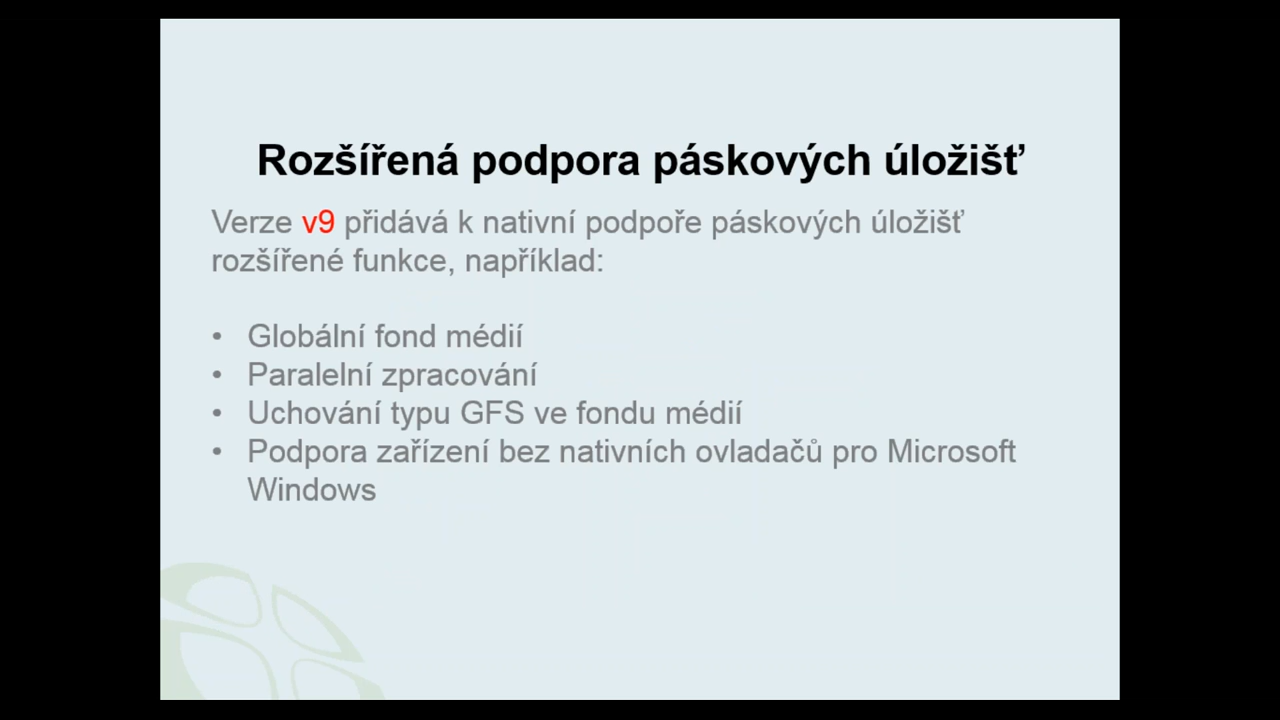 Rozšířená podpora páskových úložišť
Verze v9 přidává k nativní podpoře páskových úložišť
rozšířené funkce, například:
• Globální fond médií
• Paralelní zpracování
• Uchování typu GFS ve fondu médií
• Podpora zařízení bez nativních ovladačů pro Microsoft
Windows